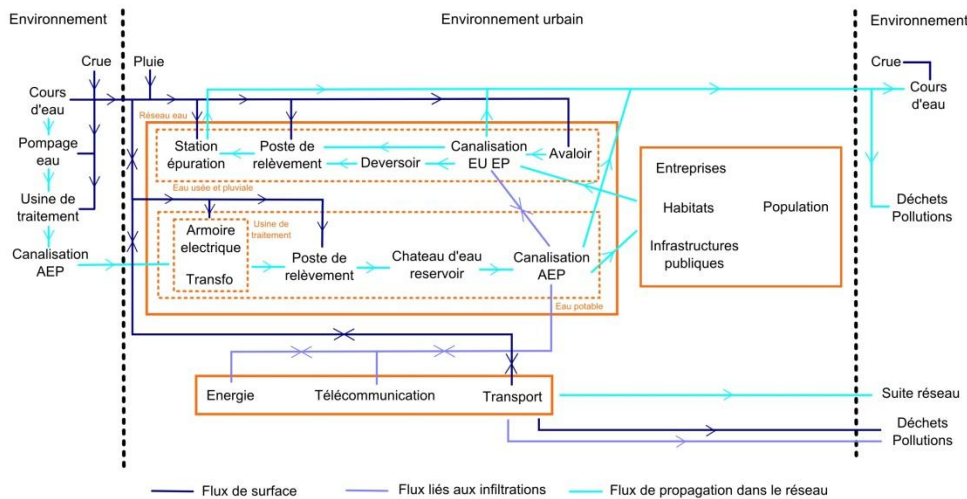 Environnement
Environnement urbain
Environnement
Crue
Pluie
Crue
Cours
d'eau
Cours
d'eau
Réseau eau
Station
épuration
Poste de
relèvement
Deversoir
Canalisation
EU EP
Avaloir
Eau usée et pluviale
Pompage
eau
Usine de
traitement
Canalisation
AEP
Entreprises
Habitats
Population
Infrastructures
publiques
Déchets
Pollutions
Usine de
traitement
Armoire
electrique
Transfo
Poste de
relèvement
Chateau d'eau
reservoir
Canalisation
AEP
Eau potable
Energie
Télécommunication
Transport
Suite réseau
Déchets
Pollutions
Flux de surface
Flux liés aux infiltrations
Flux de propagation dans le réseau